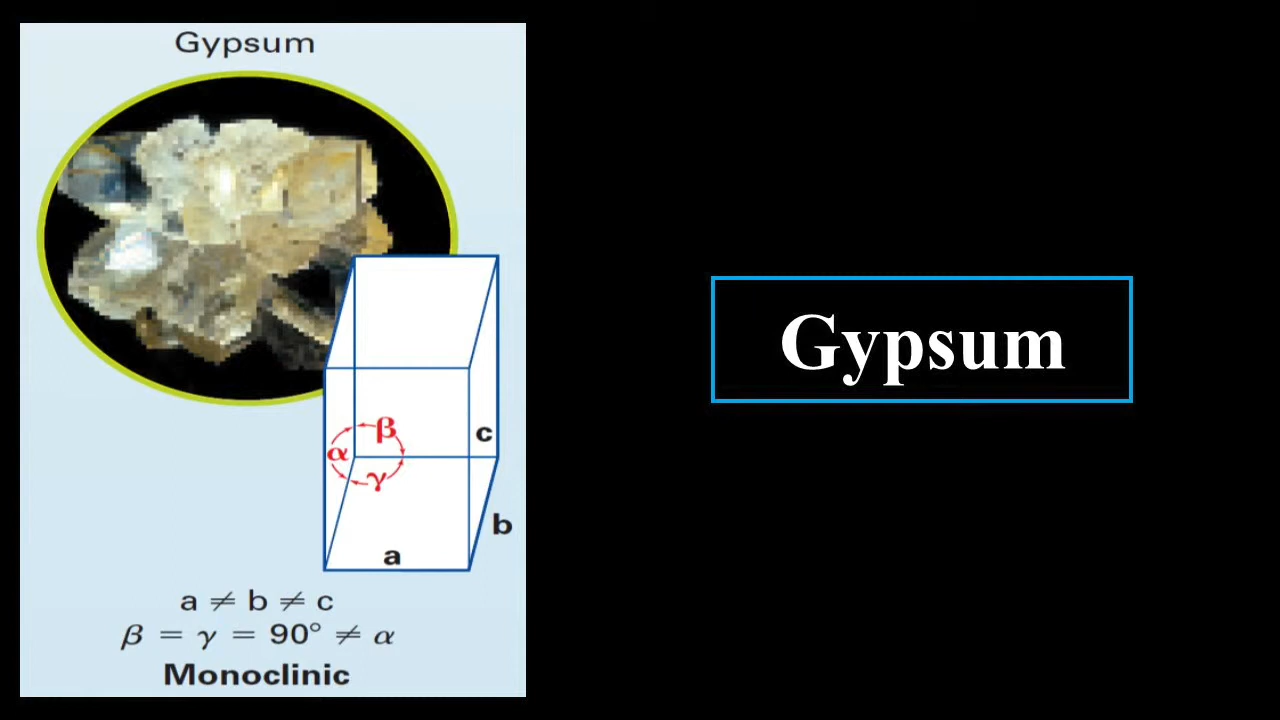 Gypsum
β
α
γ
c
b
a
a ≠ b ≠ c
β = γ = 90° ≠ α
Monoclinic
Gypsum